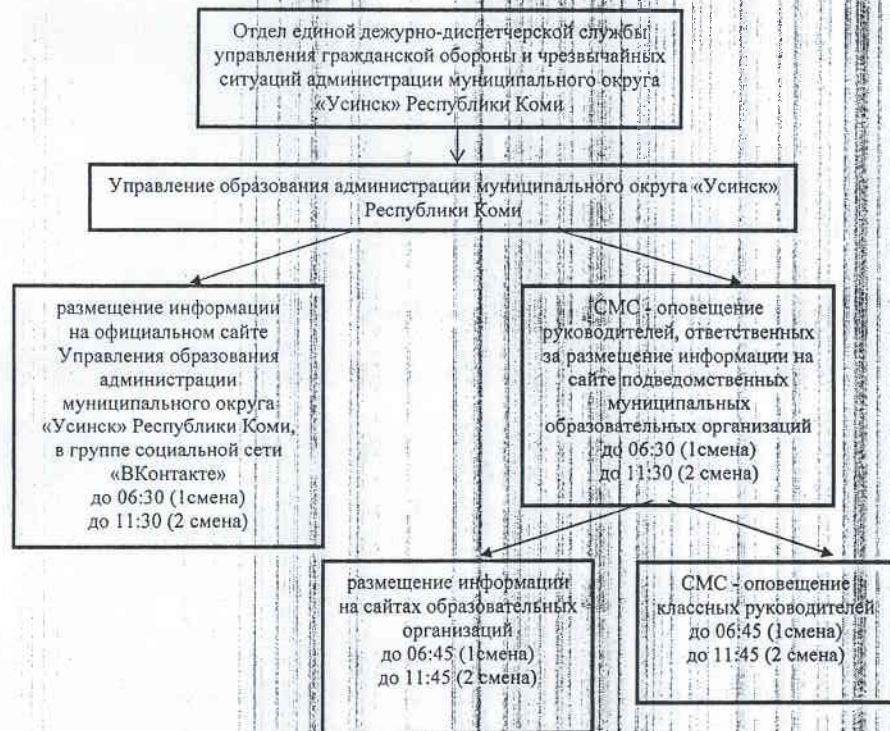 Отдел единой дежурно-диспетчерской службы
управления гражданской обороны и чрезвычайных
ситуаций администрации муниципального округа
«Усинск» Республики Коми
Управление образования администрации муниципального округа «Усинск»
Республики Коми
размещение информации
на официальном сайте
Управления образования
администрации
муниципального округа
«Усинск» Республики Коми,
в группе социальной сети
«ВКонтакте»
до 06:30 (1смена)
до 11:30 (2 смена)
СМС - оповещение
руководителей, ответственных
за размещение информации на
сайте подведомственных
муниципальных
образовательных организаций
до 06:30 (1смена)
до 11:30 (2 смена)
размещение информации
на сайтах образовательных
организаций
до 06:45 (1смена)
до 11:45 (2 смена)
СМС - оповещение
классных руководителей
до 06:45 (1смена)
до 11:45 (2 смена)